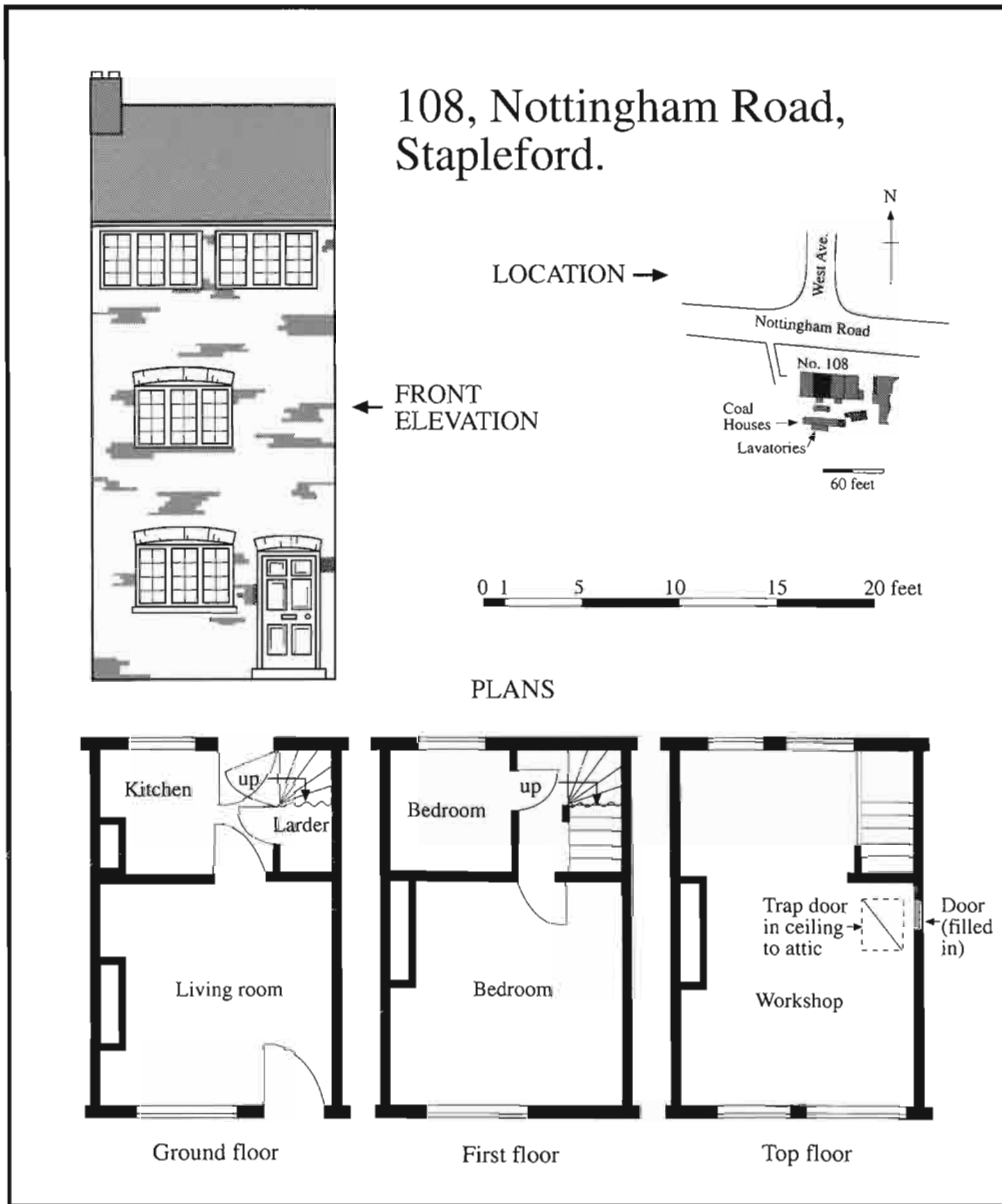 108, Nottingham Road,
Stapleford.
N
LOCATION
West Ave.
Nottingham Road
No. 108
Coal
Houses
Lavatories
60 feet
FRONT
ELEVATION
0 1 5 10 15 20 feet
PLANS
Kitchen
up
Larder
Living room
Ground floor
Bedroom
up
Bedroom
First floor
Trap door
in ceiling
to attic
Door
(filled
in)
Workshop
Top floor